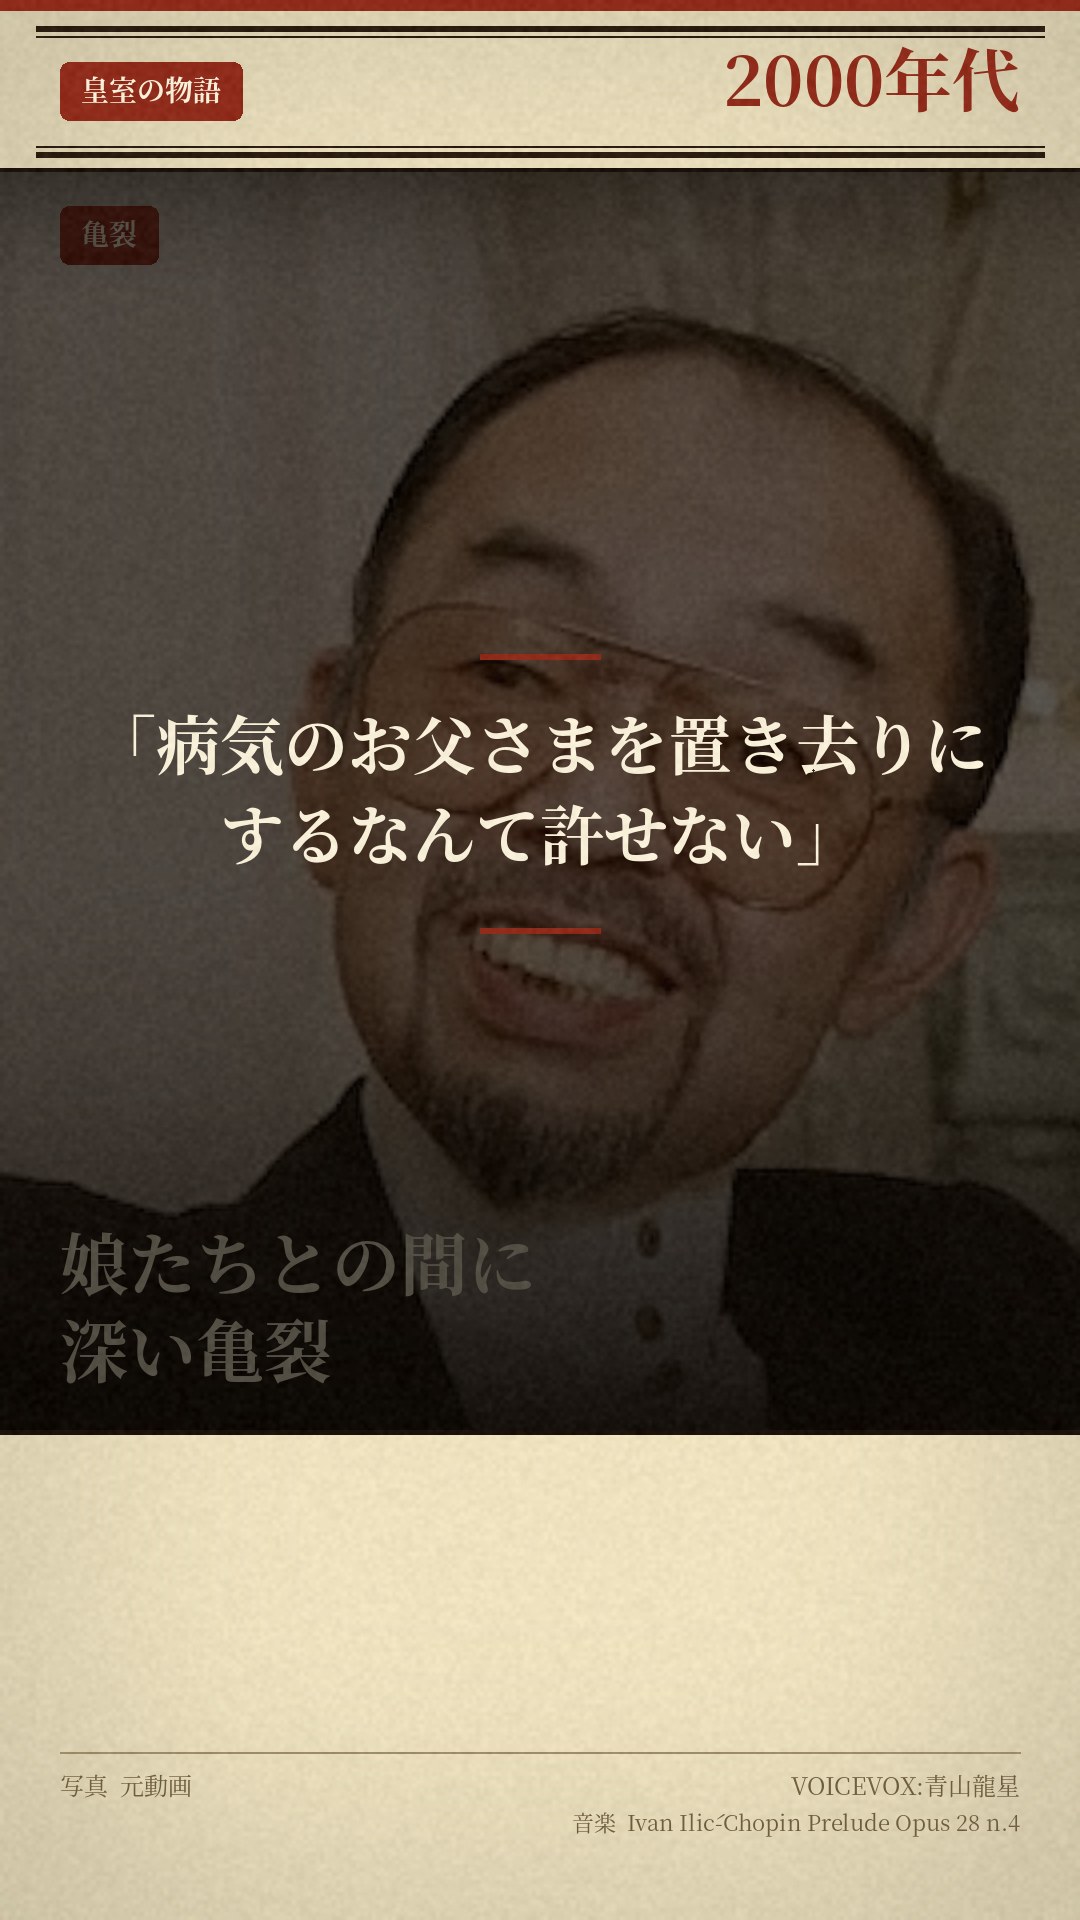 皇室の物語
2000年代
亀裂
「病気のお父さまを置き去りに
するなんて許せない」
娘たちとの間に
深い亀裂
写真 元動画
VOICEVOX:青山龍星
音楽 Ivan Ilic-Chopin Prelude Opus 28 n.4